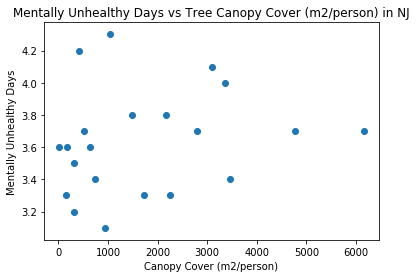 Mentally Unhealthy Days vs Tree Canopy Cover (m2/person) in NJ
Mentally Unhealthy Days
4.2
4.0
3.8
3.6
3.4
3.2
0 1000 2000 3000 4000 5000 6000
Canopy Cover (m2/person)